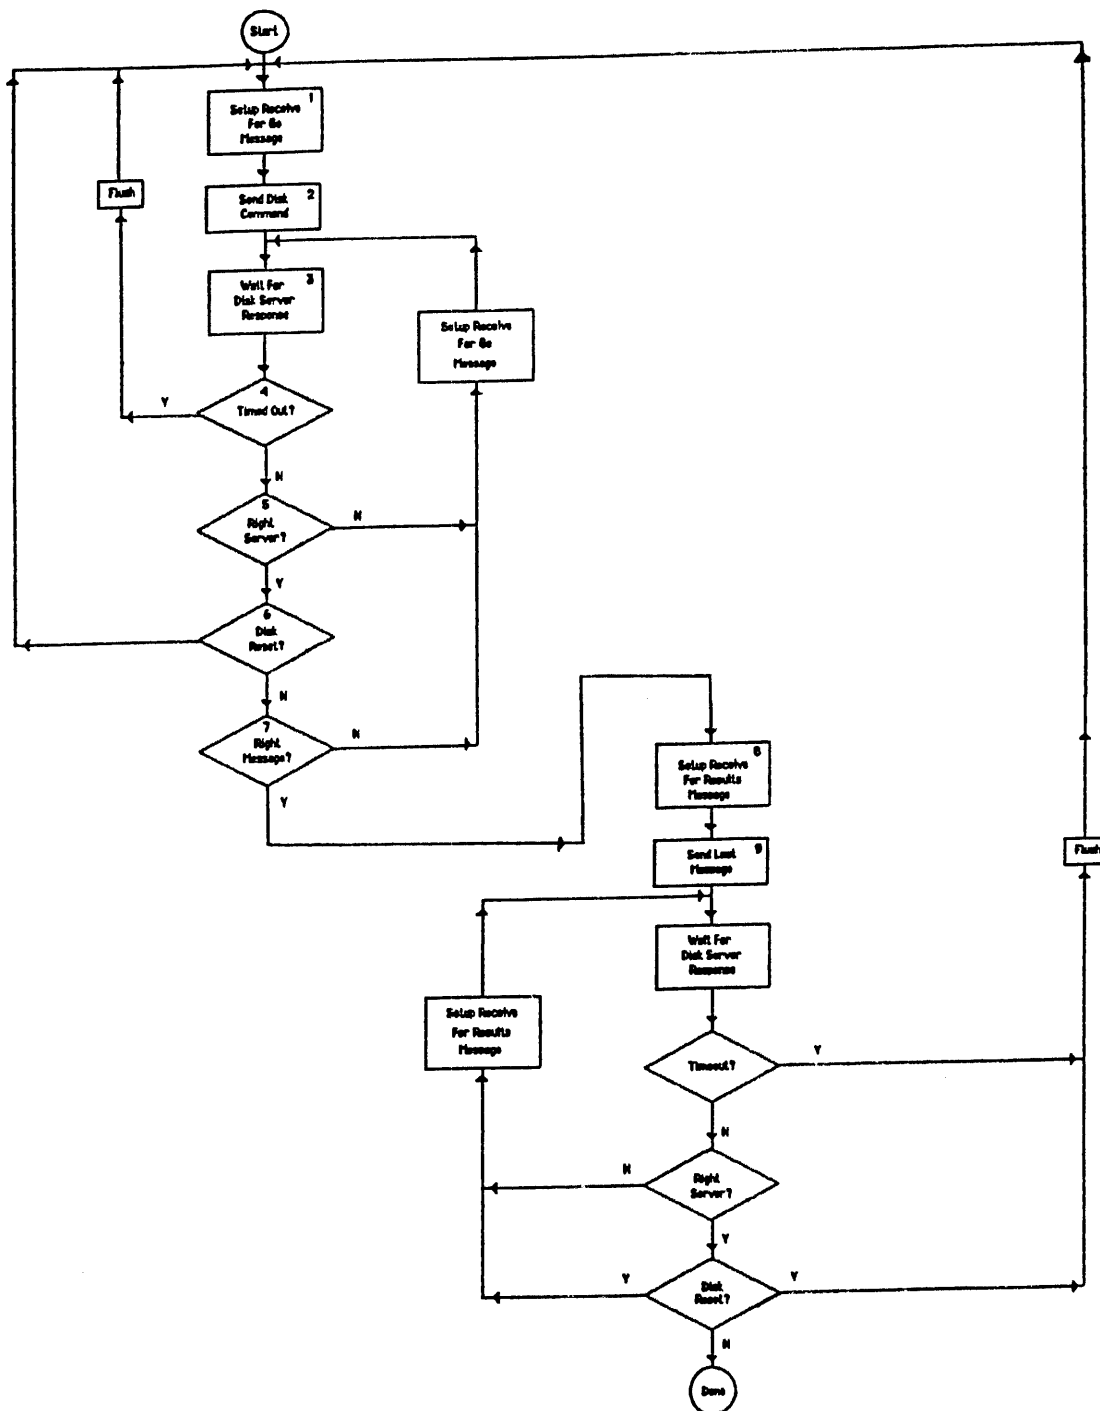 Start
1
Setup Receive
For Go
Message
Flush
2
Send Disk
Command
3
Wait For
Disk Server
Response
Setup Receive
For Go
Message
4
Timed Out?
Y
N
5
Right
Server?
N
Y
6
Disk
Reset?
N
7
Right
Message?
N
Y
8
Setup Receive
For Results
Message
9
Send Last
Message
Flush
Wait For
Disk Server
Response
Setup Receive
For Results
Message
Timeout?
Y
N
Right
Server?
N
Y
Disk
Reset?
Y
Y
N
Done